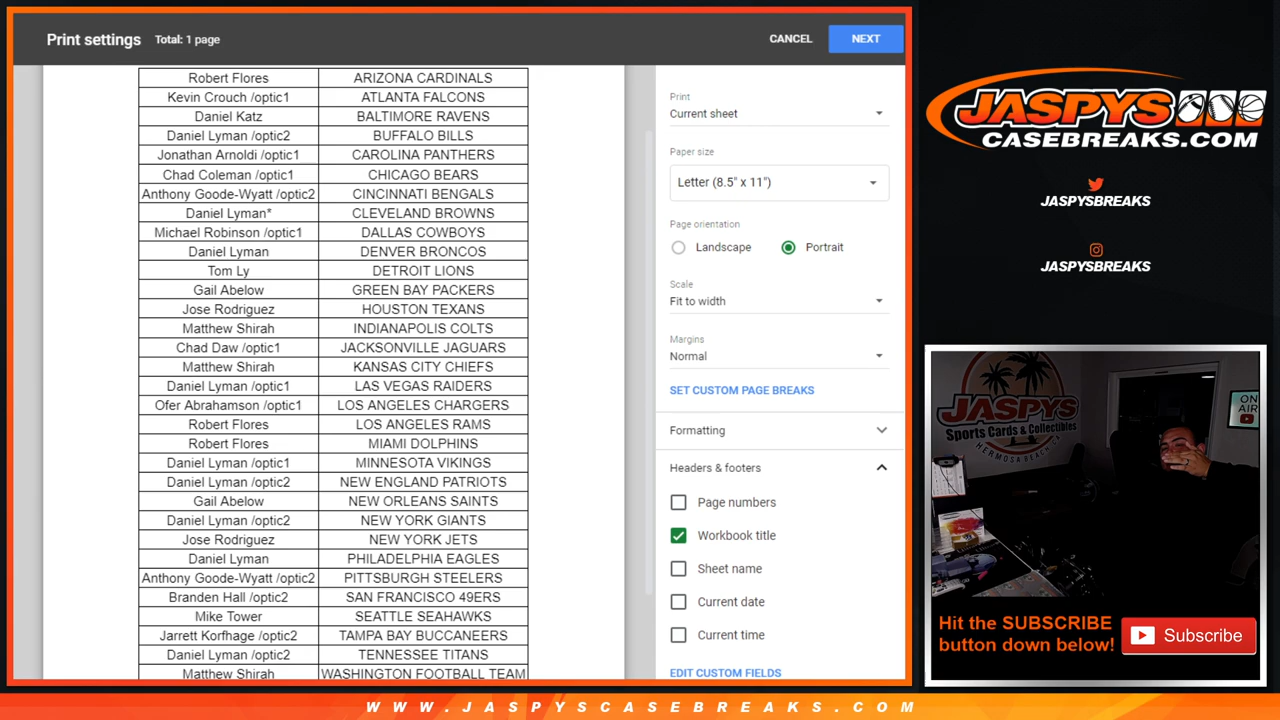 Print settings Total: 1 page CANCEL NEXT
Robert Flores ARIZONA CARDINALS
Kevin Crouch /optic1 ATLANTA FALCONS
Daniel Katz BALTIMORE RAVENS
Daniel Lyman /optic2 BUFFALO BILLS
Jonathan Arnoldi /optic1 CAROLINA PANTHERS
Chad Coleman /optic1 CHICAGO BEARS
Anthony Goode-Wyatt /optic2 CINCINNATI BENGALS
Daniel Lyman* CLEVELAND BROWNS
Michael Robinson /optic1 DALLAS COWBOYS
Daniel Lyman DENVER BRONCOS
Tom Ly DETROIT LIONS
Gail Abelow GREEN BAY PACKERS
Jose Rodriguez HOUSTON TEXANS
Matthew Shirah INDIANAPOLIS COLTS
Chad Daw /optic1 JACKSONVILLE JAGUARS
Matthew Shirah KANSAS CITY CHIEFS
Daniel Lyman /optic1 LAS VEGAS RAIDERS
Ofer Abrahamson /optic1 LOS ANGELES CHARGERS
Robert Flores LOS ANGELES RAMS
Robert Flores MIAMI DOLPHINS
Daniel Lyman /optic1 MINNESOTA VIKINGS
Daniel Lyman /optic2 NEW ENGLAND PATRIOTS
Gail Abelow NEW ORLEANS SAINTS
Daniel Lyman /optic2 NEW YORK GIANTS
Jose Rodriguez NEW YORK JETS
Daniel Lyman PHILADELPHIA EAGLES
Anthony Goode-Wyatt /optic2 PITTSBURGH STEELERS
Branden Hall /optic2 SAN FRANCISCO 49ERS
Mike Tower SEATTLE SEAHAWKS
Jarrett Korfhage /optic2 TAMPA BAY BUCCANEERS
Daniel Lyman /optic2 TENNESSEE TITANS
Matthew Shirah WASHINGTON FOOTBALL TEAM
Print
Current sheet
Paper size
Letter (8.5" x 11")
Page orientation
Landscape Portrait
Scale
Fit to width
Margins
Normal
SET CUSTOM PAGE BREAKS
Formatting
Headers & footers
Page numbers
Workbook title
Sheet name
Current date
Current time
EDIT CUSTOM FIELDS
JASPYS
CASEBREAKS.COM
JASPYSBREAKS
JASPYSBREAKS
JASPYS
Sports Cards & Collectibles
HERMOSA BEACH, CA
ON
AIR
Hit the SUBSCRIBE
button down below!
Subscribe
WWW.JASPYSCASEBREAKS.COM